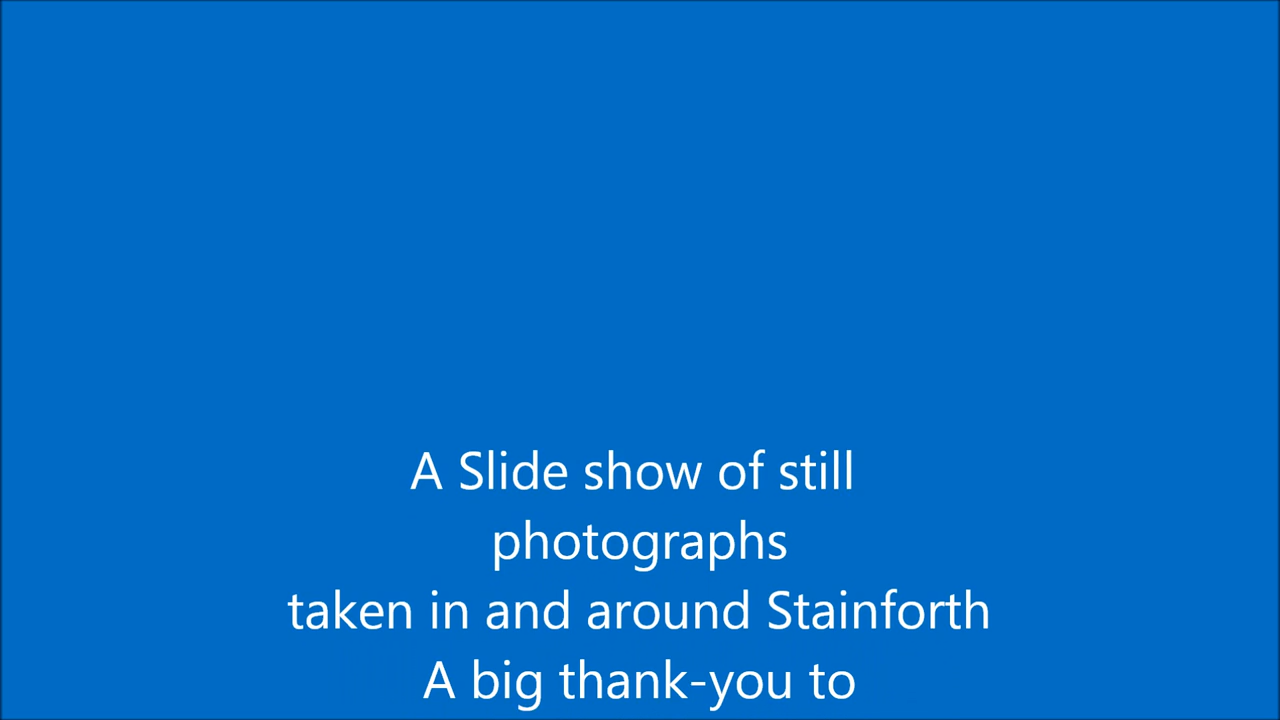 A Slide show of still
photographs
taken in and around Stainforth
A big thank-you to